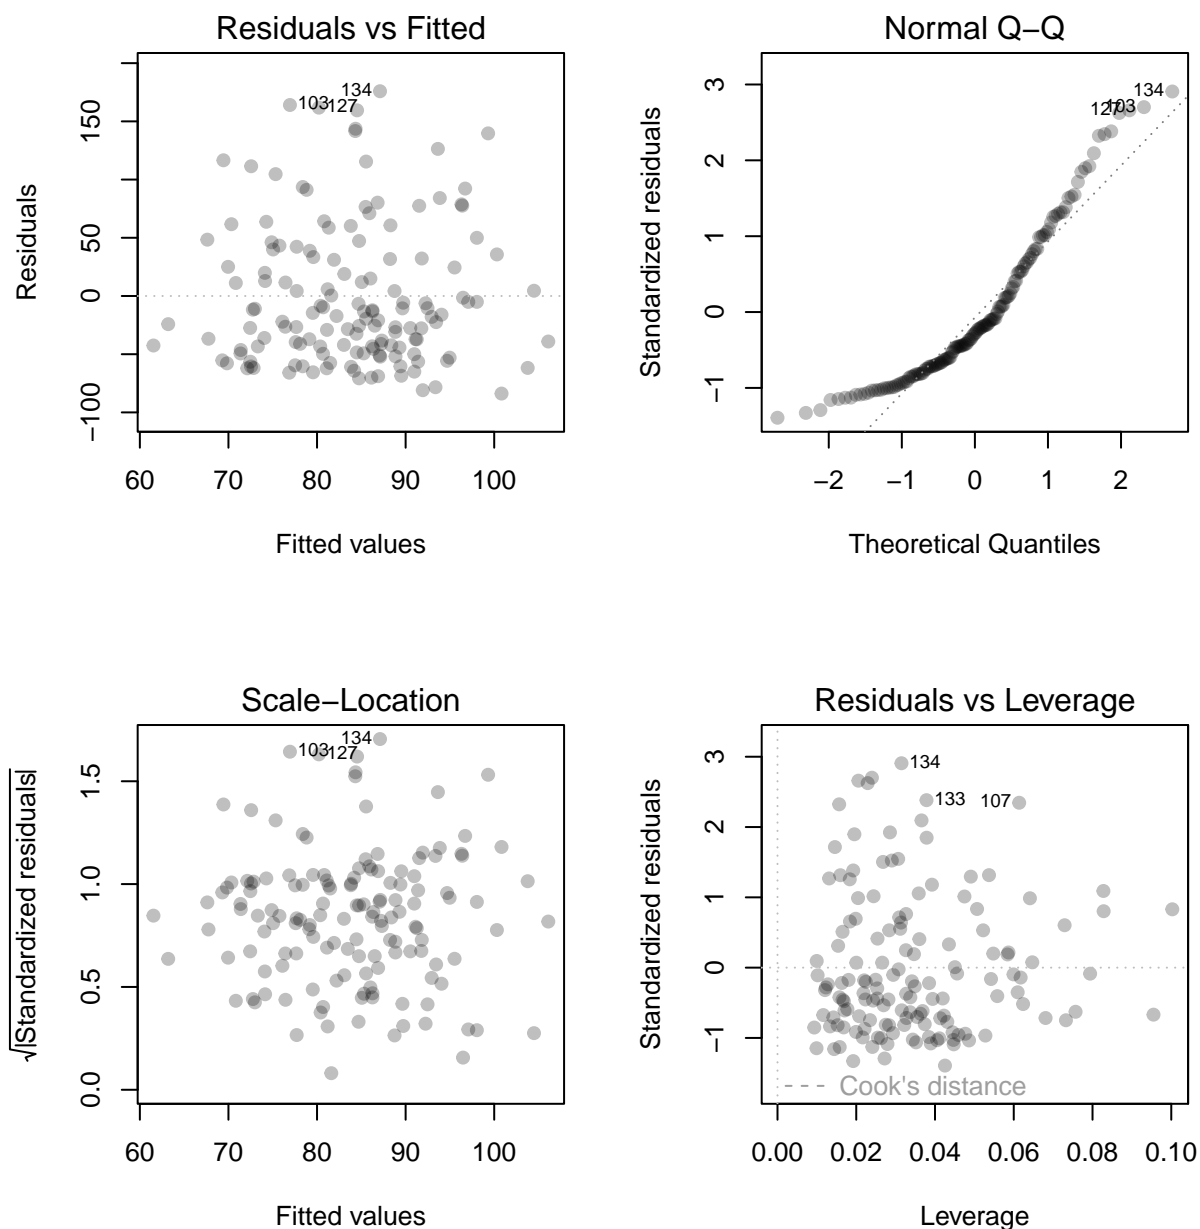 Residuals vs Fitted
Residuals
150
50
0
−100
134
103
127
60 70 80 90 100
Fitted values
Normal Q−Q
Standardized residuals
3
2
1
0
−1
134
103
127
−2 −1 0 1 2
Theoretical Quantiles
Scale−Location
√|Standardized residuals|
1.5
1.0
0.5
0.0
134
103
127
60 70 80 90 100
Fitted values
Residuals vs Leverage
Standardized residuals
3
2
1
0
−1
134
133
107
Cook's distance
0.00 0.02 0.04 0.06 0.08 0.10
Leverage